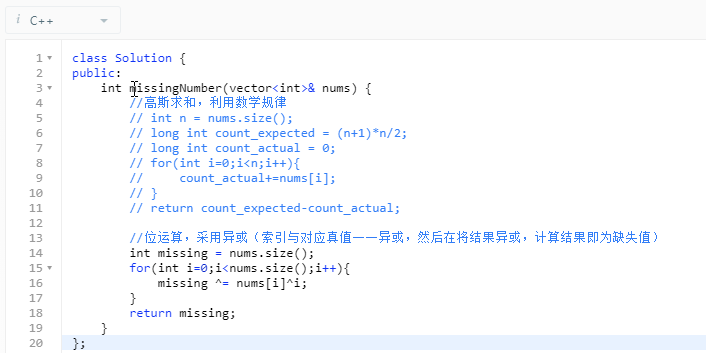 i C++
1 class Solution {
2 public:
3     int missingNumber(vector<int>& nums) {
4         //高斯求和，利用数学规律
5         // int n = nums.size();
6         // long int count_expected = (n+1)*n/2;
7         // long int count_actual = 0;
8         // for(int i=0;i<n;i++){
9         //     count_actual+=nums[i];
10         // }
11         // return count_expected-count_actual;
12
13         //位运算，采用异或（索引与对应真值一一异或，然后在将结果异或，计算结果即为缺失值）
14         int missing = nums.size();
15         for(int i=0;i<nums.size();i++){
16             missing ^= nums[i]^i;
17         }
18         return missing;
19     }
20 };